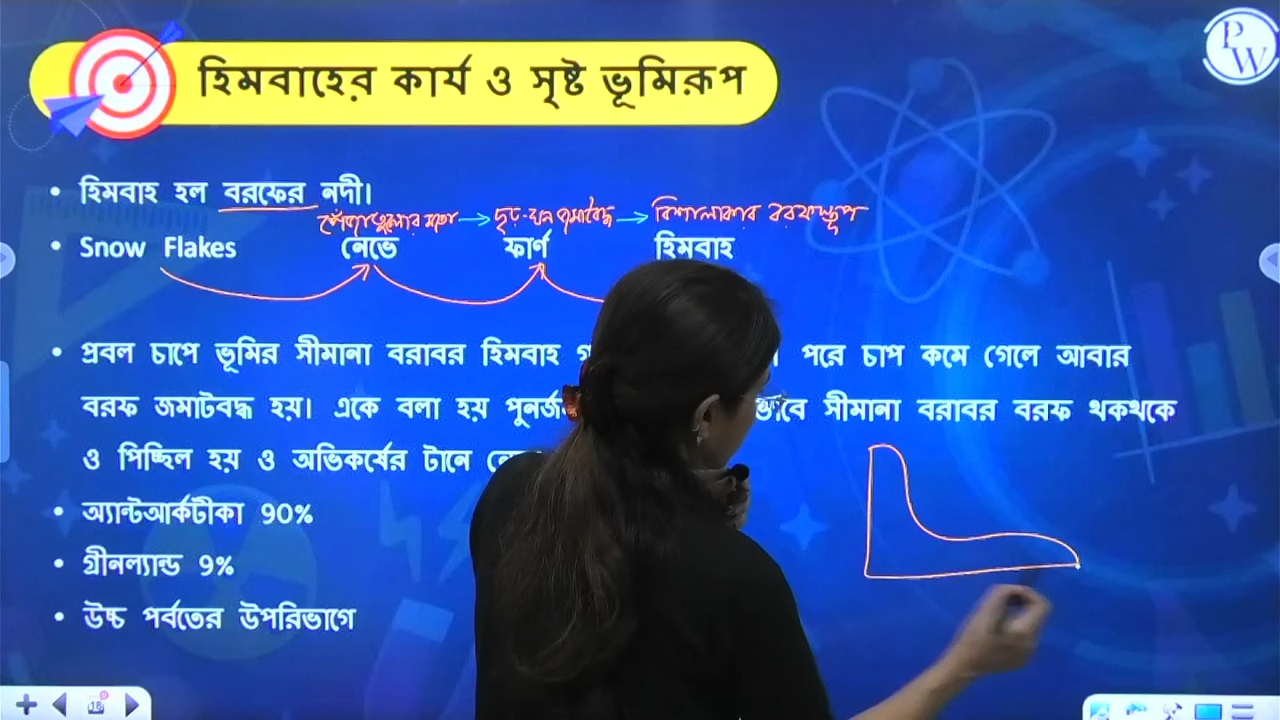 হিমবাহের কার্য ও সৃষ্ট ভূমিরূপ
PW
• হিমবাহ হল বরফের নদী।
পেঁজাতুলোর মতো → দৃঢ়-ঘন জমাটবদ্ধ → বিশালাকার বরফস্তূপ
• Snow Flakes নেভে ফার্ণ হিমবাহ
• প্রবল চাপে ভূমির সীমানা বরাবর হিমবাহ পরে চাপ কমে গেলে আবার
বরফ জমাটবদ্ধ হয়। একে বলা হয় সীমানা বরাবর বরফ থকথকে
ও পিচ্ছিল হয় ও অভিকর্ষের টানে
• অ্যান্টআর্কটীকা 90%
• গ্রীনল্যান্ড 9%
• উচ্চ পর্বতের উপরিভাগে
18